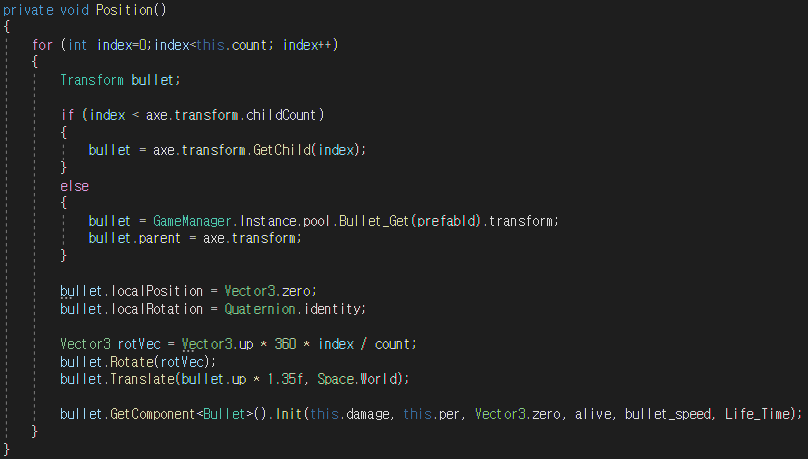 private void Position()
{
for (int index=0;index<this.count; index++)
{
Transform bullet;
if (index < axe.transform.childCount)
{
bullet = axe.transform.GetChild(index);
}
else
{
bullet = GameManager.Instance.pool.Bullet_Get(prefabId).transform;
bullet.parent = axe.transform;
}
bullet.localPosition = Vector3.zero;
bullet.localRotation = Quaternion.identity;
Vector3 rotVec = Vector3.up * 360 * index / count;
bullet.Rotate(rotVec);
bullet.Translate(bullet.up * 1.35f, Space.World);
bullet.GetComponent<Bullet>().Init(this.damage, this.per, Vector3.zero, alive, bullet_speed, Life_Time);
}
}